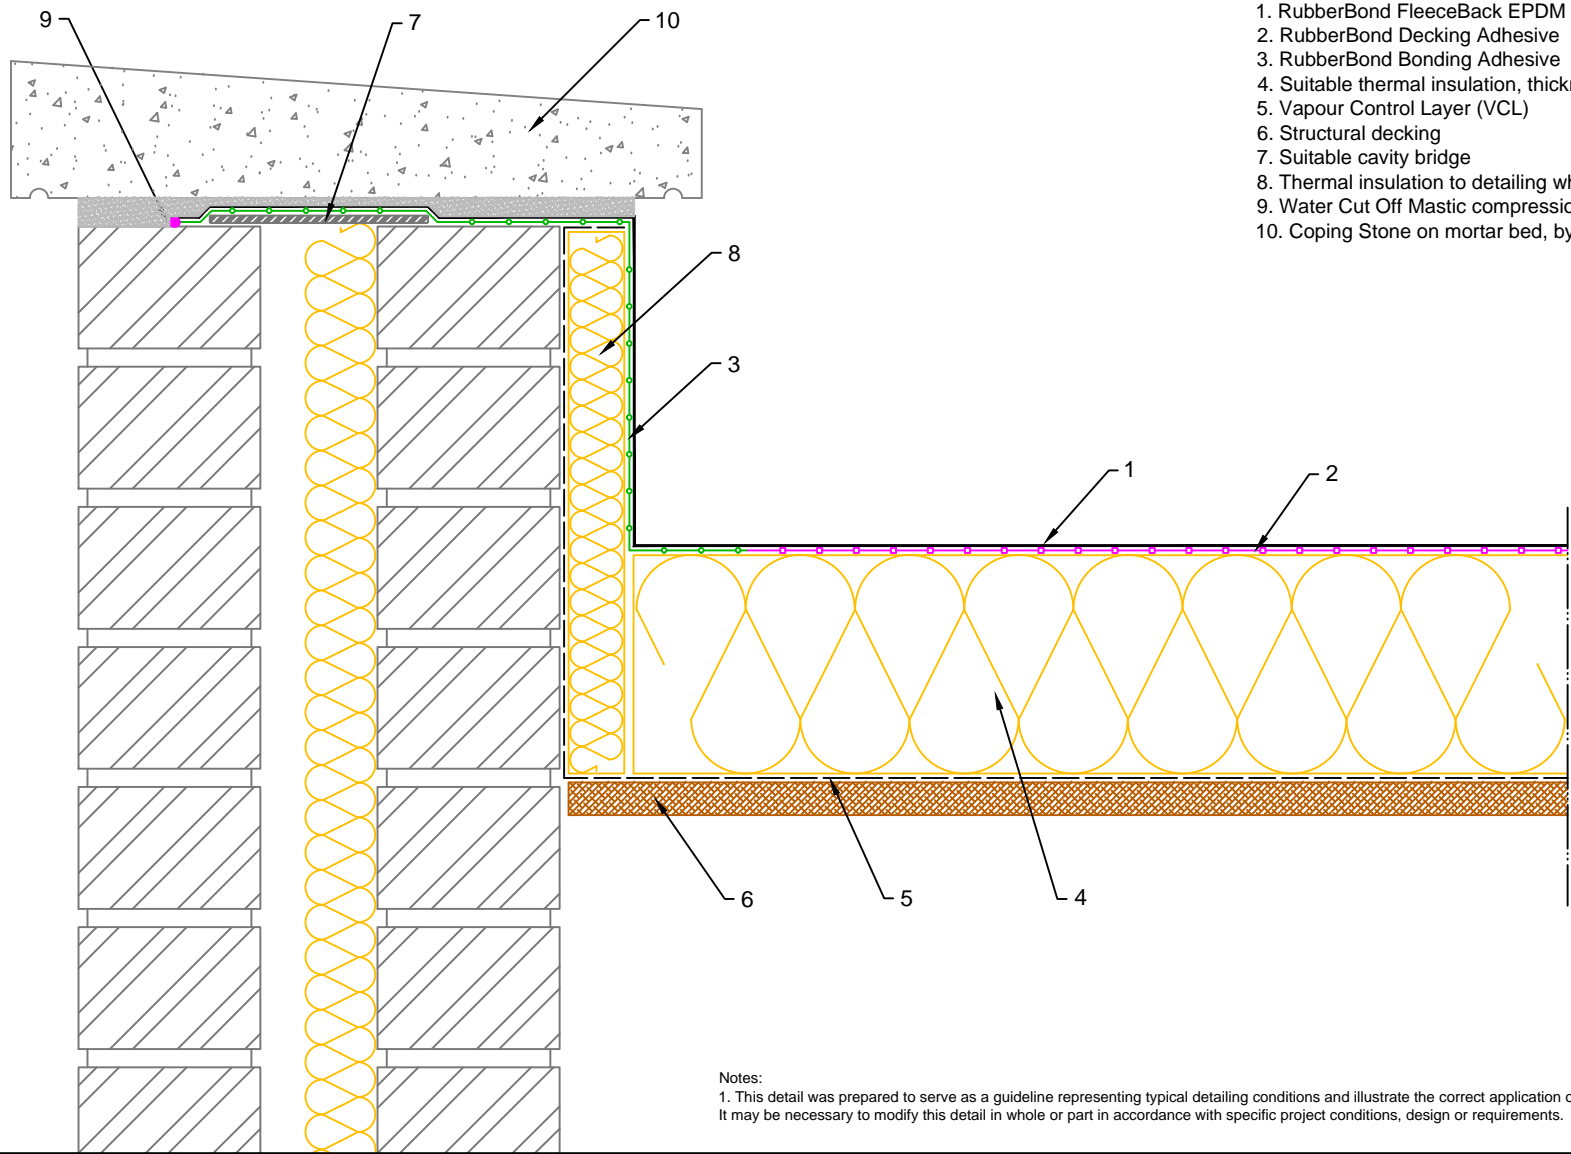 9
7
10
1. RubberBond FleeceBack EPDM
2. RubberBond Decking Adhesive
3. RubberBond Bonding Adhesive
4. Suitable thermal insulation,
5. Vapour Control Layer (VCL)
6. Structural decking
7. Suitable cavity bridge
8. Thermal insulation to detailing
9. Water Cut Off Mastic
10. Coping Stone on mortar bed, by
8
3
1
2
6
5
4
Notes:
1. This detail was prepared to serve as a guideline representing typical detailing conditions and illustrate the correct application
It may be necessary to modify this detail in whole or part in accordance with specific project conditions, design or requirements.